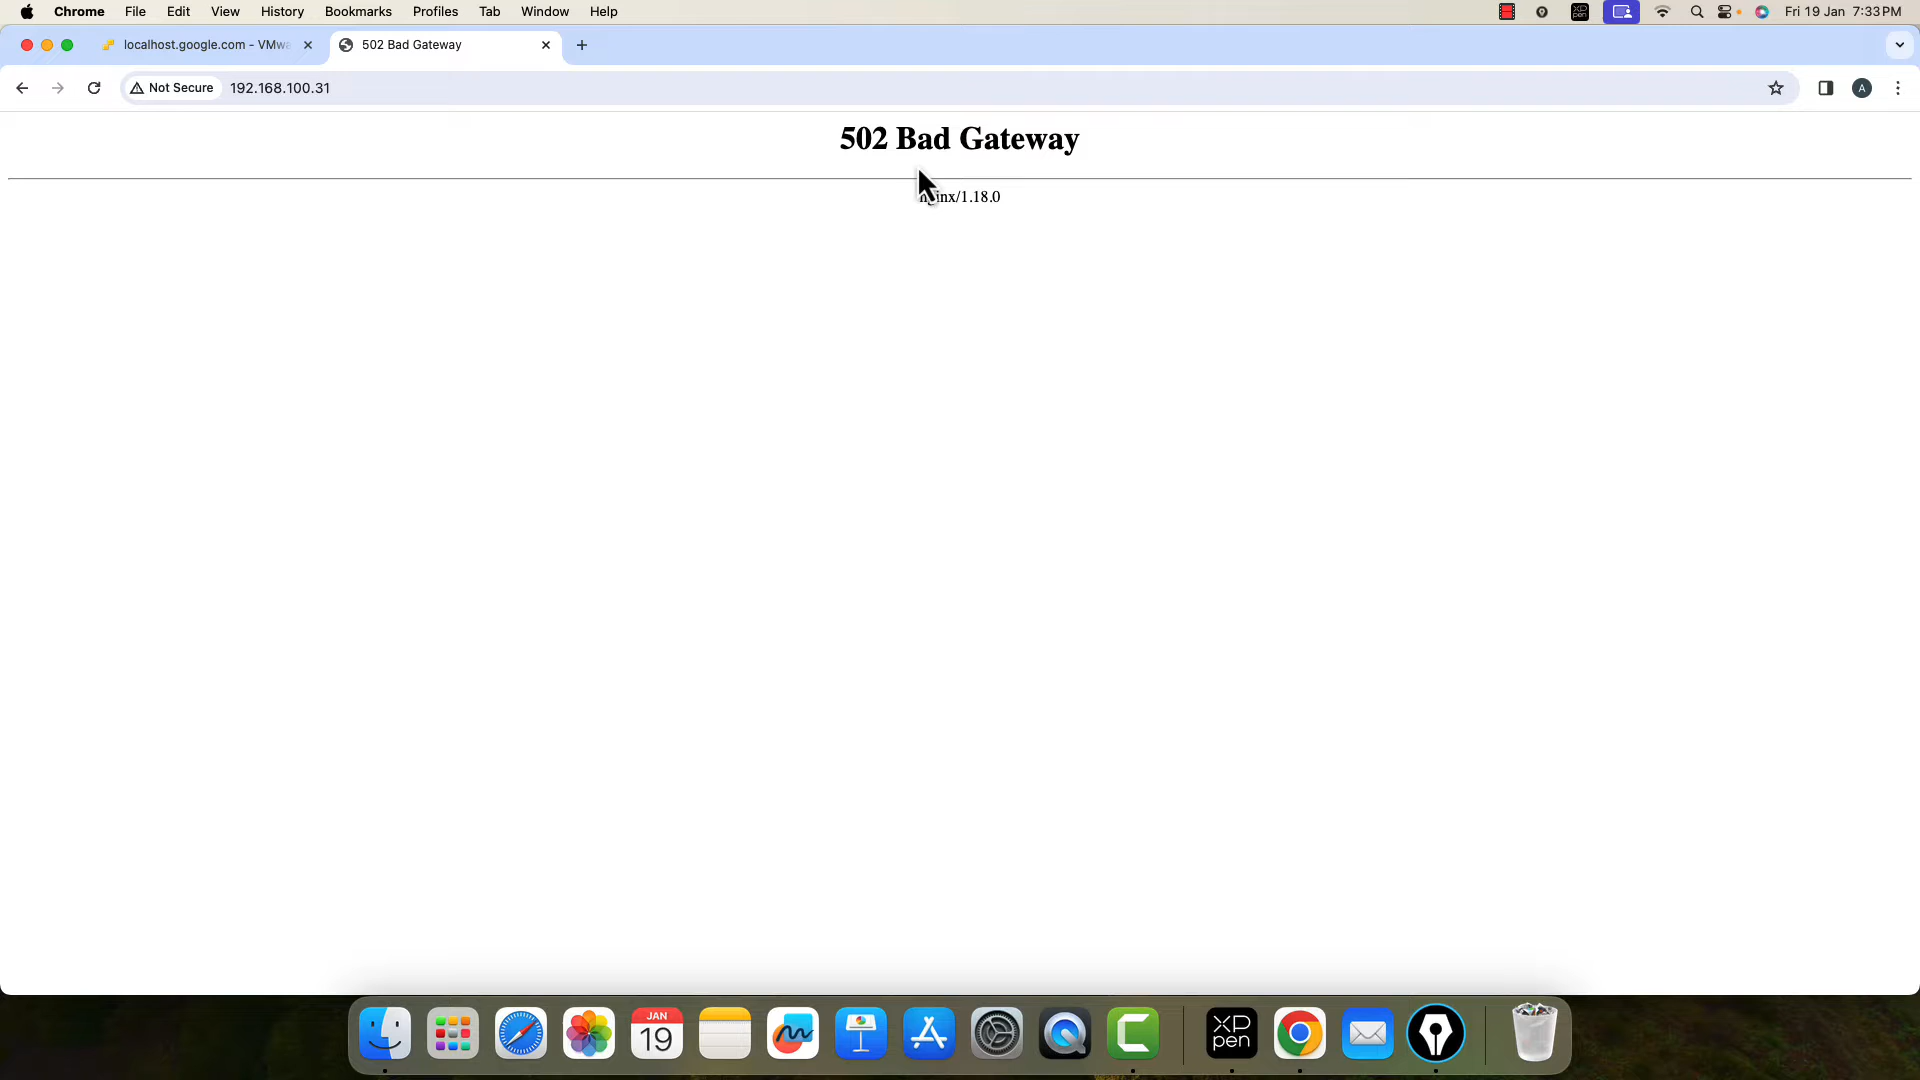 Chrome File Edit View History Bookmarks Profiles Tab Window Help Fri 19 Jan 7:33 PM
localhost.google.com - VMwa 502 Bad Gateway
Not Secure 192.168.100.31 A
502 Bad Gateway
nginx/1.18.0
JAN
19
XP
pen